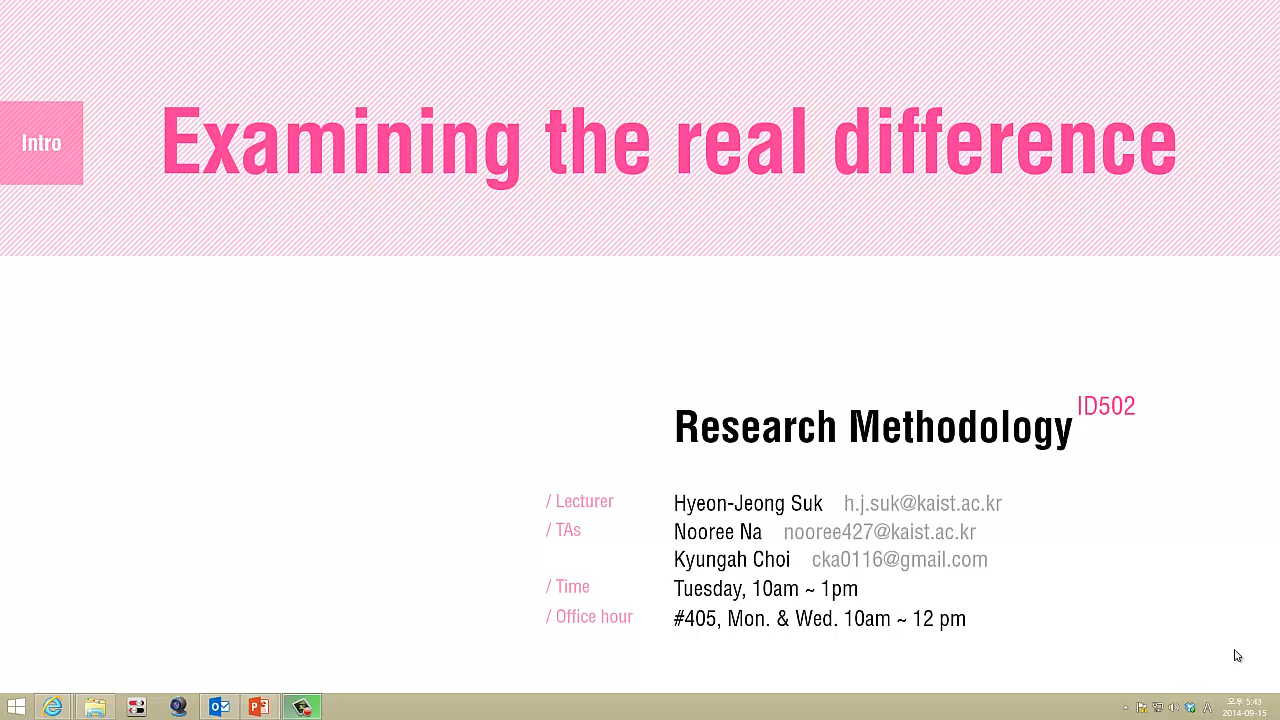 Intro
Examining the real difference
Research Methodology ID502
/ Lecturer Hyeon-Jeong Suk h.j.suk@kaist.ac.kr
/ TAs Nooree Na nooree427@kaist.ac.kr
Kyungah Choi cka0116@gmail.com
/ Time Tuesday, 10am ~ 1pm
/ Office hour #405, Mon. & Wed. 10am ~ 12 pm
A
오후 5:43
2014-09-15